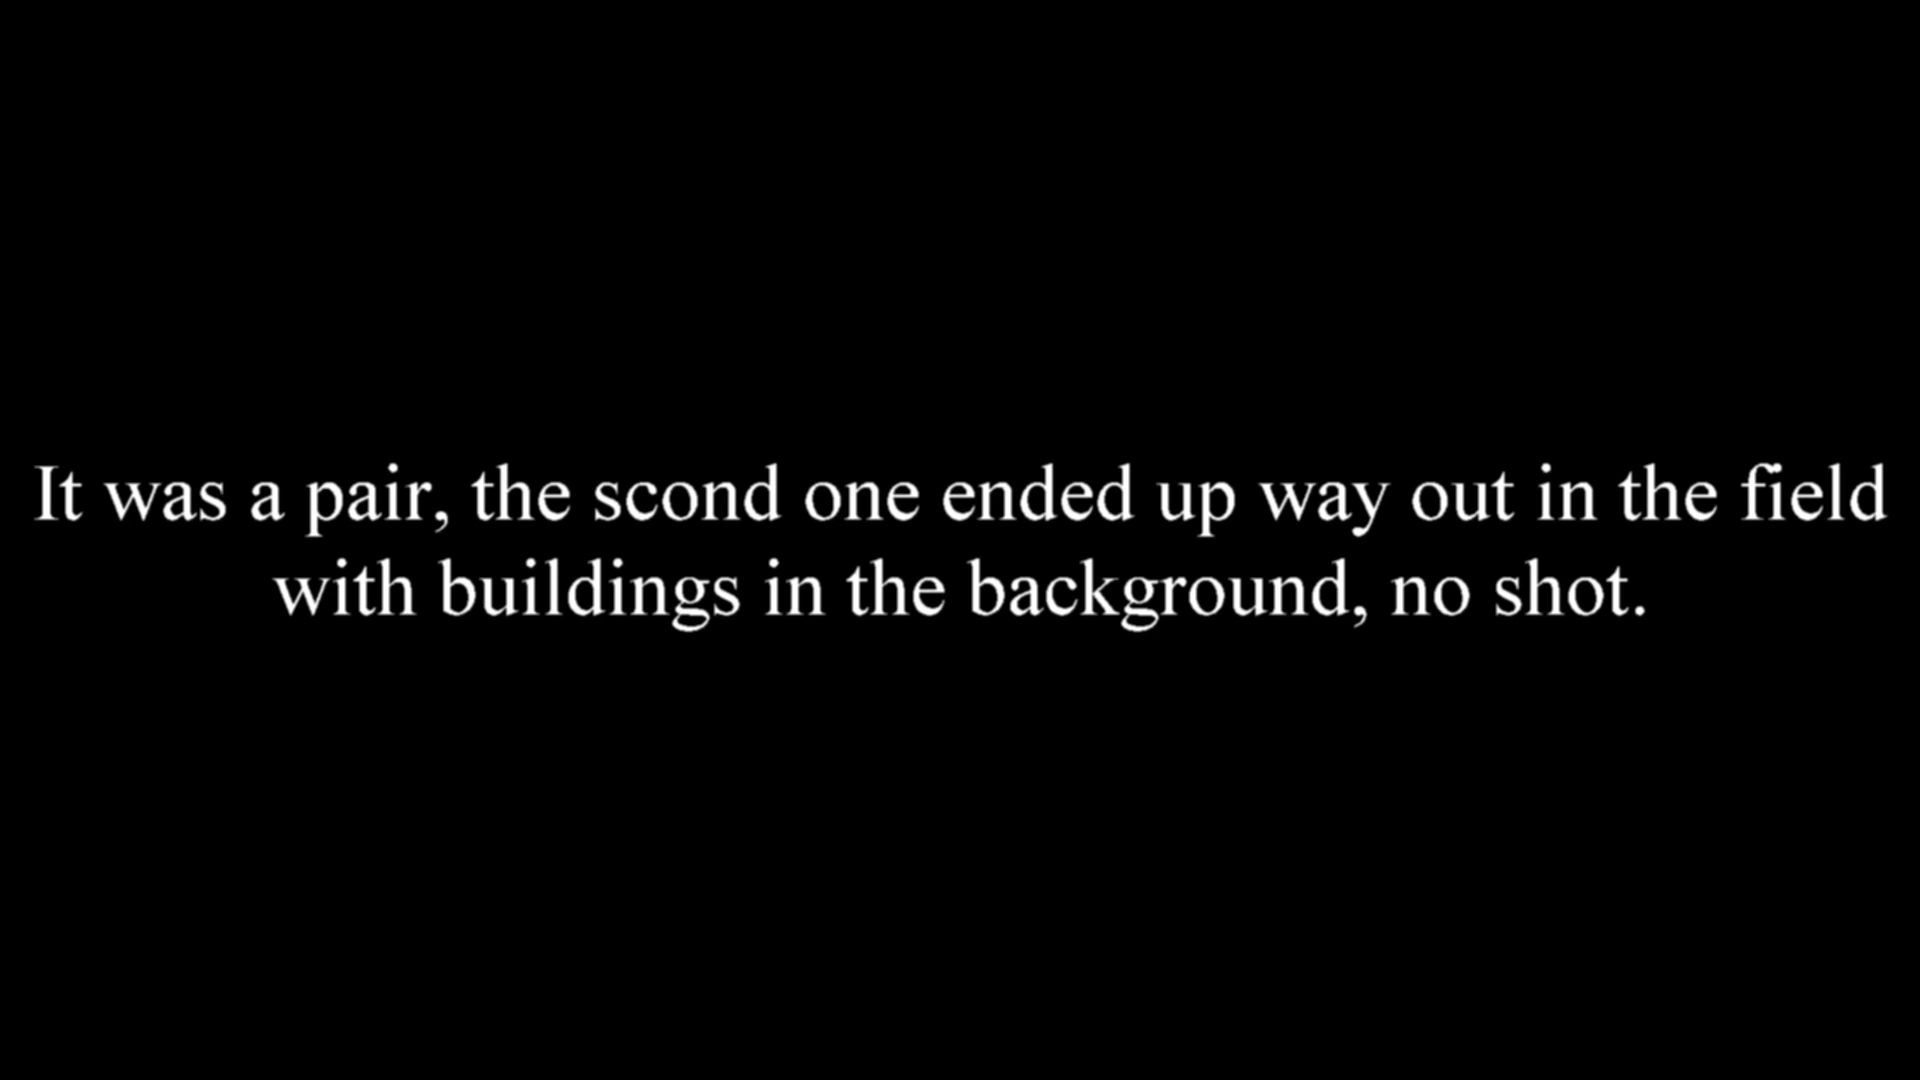 It was a pair, the scond one ended up way out in the field
with buildings in the background, no shot.